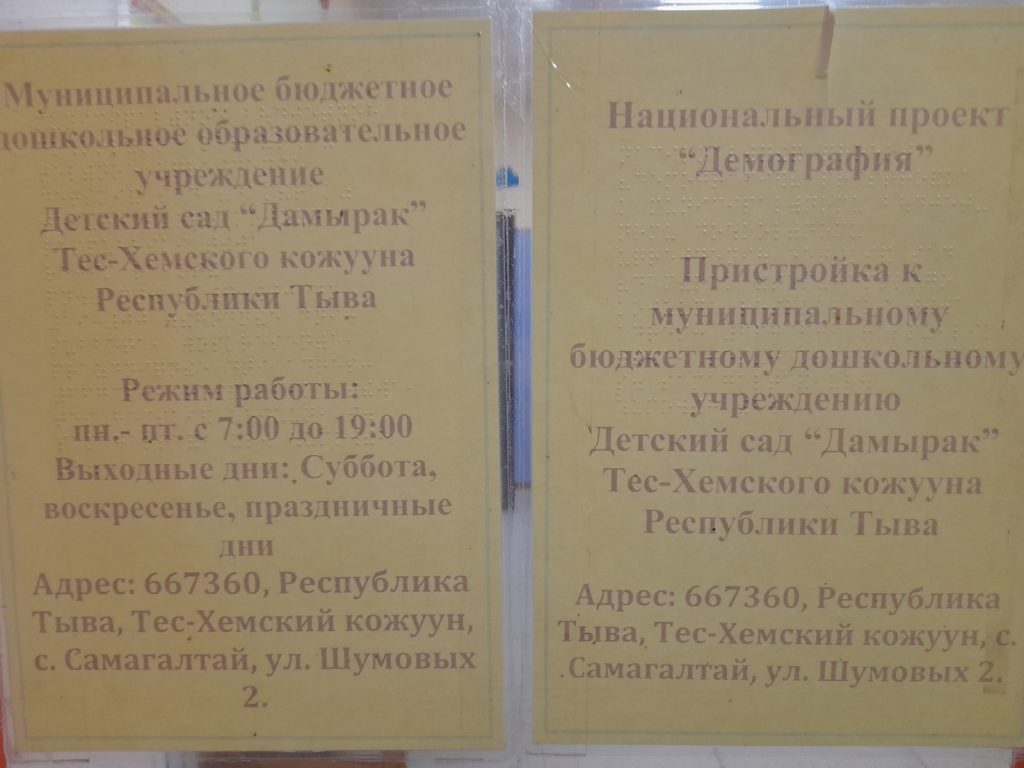 Муниципальное бюджетное
дошкольное образовательное
учреждение
Детский сад “Дамырак”
Тес-Хемского кожууна
Республики Тыва
Режим работы:
пн.- пт. с 7:00 до 19:00
Выходные дни: Суббота,
воскресенье, праздничные
дни
Адрес: 667360, Республика
Тыва, Тес-Хемский кожуун,
с. Самагалтай, ул. Шумовых
2.
Национальный проект
“Демография”
Пристройка к
муниципальному
бюджетному дошкольному
учреждению
Детский сад “Дамырак”
Тес-Хемского кожууна
Республики Тыва
Адрес: 667360, Республика
Тыва, Тес-Хемский кожуун, с.
Самагалтай, ул. Шумовых 2.